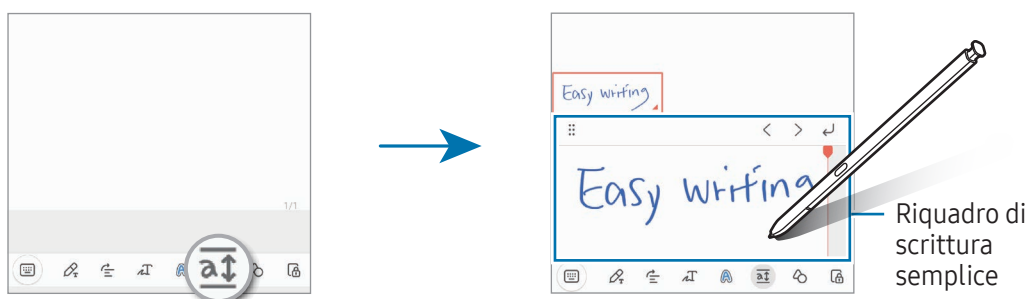 1/1
Easy writing
Easy writing
Riquadro di
scrittura
semplice